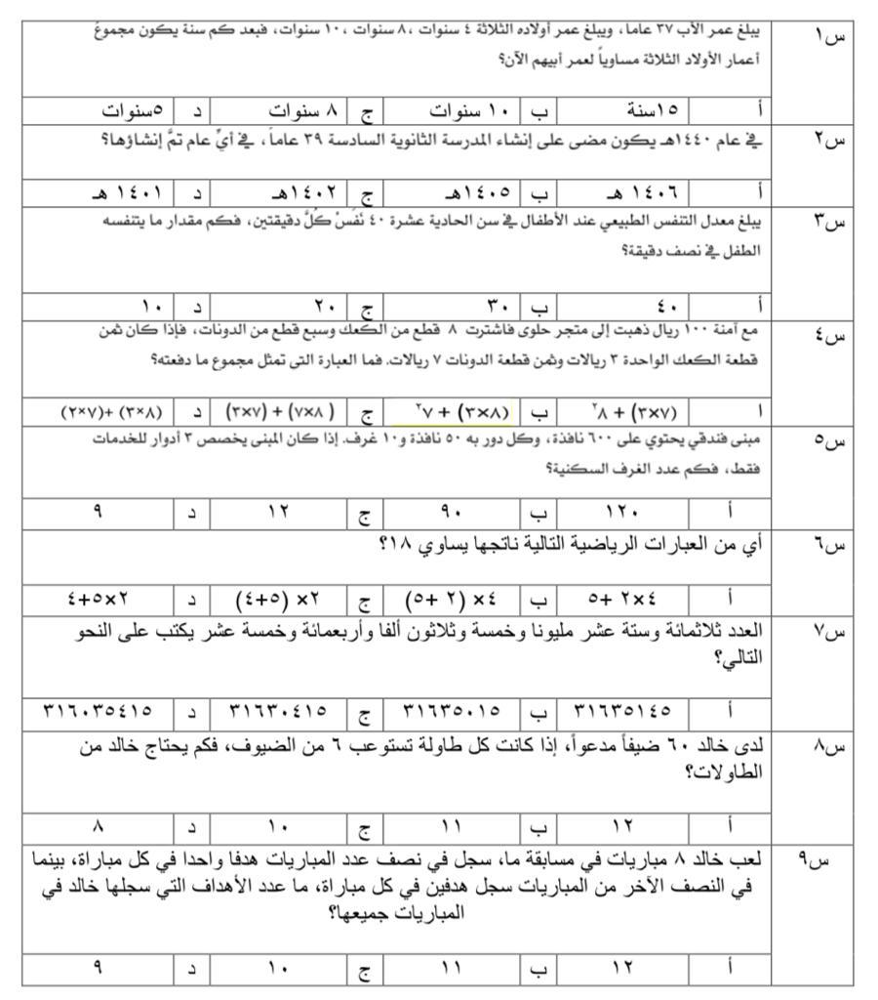 س١ يبلغ عمر الأب ٣٧ عاما، ويبلغ عمر أولاده الثلاثة ٤ سنوات ،٨ سنوات ،١٠ سنوات، فبعد كم سنة يكون مجموعُ
أعمار الأولاد الثلاثة مساوياً لعمر أبيهم الآن؟
أ ١٥سنة ب ١٠ سنوات ج ٨ سنوات د ٥سنوات
س٢ في عام ١٤٤٠هـ يكون مضى على إنشاء المدرسة الثانوية السادسة ٣٩ عاماً، في أيِّ عام تمَّ إنشاؤها؟
أ ١٤٠٦ هـ ب ١٤٠٥هـ ج ١٤٠٢هـ د ١٤٠١ هـ
س٣ يبلغ معدل التنفس الطبيعي عند الأطفال في سن الحادية عشرة ٤٠ نَفَسْ كلَّ دقيقتين، فكم مقدار ما يتنفسه
الطفل في نصف دقيقة؟
أ ٤٠ ب ٣٠ ج ٢٠ د ١٠
س٤ مع آمنة ١٠٠ ريال ذهبت إلى متجر حلوى فاشترت ٨ قطع من الكعك وسبع قطع من الدونات، فإذا كان ثمن
قطعة الكعك الواحدة ٣ ريالات وثمن قطعة الدونات ٧ ريالات. فما العبارة التي تمثل مجموع ما دفعته؟
ا (٣×٧) + ٨٢ ب (٣×٨) + ٧٢ ج (٧×٨ ) + (٣×٧) د (٣×٨) +(٢×٧)
س٥ مبنى فندقي يحتوي على ٦٠٠ نافذة، وكل دور به ٥٠ نافذة و١٠ غرف. إذا كان المبنى يخصص ٣ أدوار للخدمات
فقط، فكم عدد الغرف السكنية؟
أ ١٢٠ ب ٩٠ ج ١٢ د ٩
س٦ أي من العبارات الرياضية التالية ناتجها يساوي ١٨؟
أ ٤×٢ +٥ ب ٤× (٢ +٥) ج ٢× (٥+٤) د ٢×٥+٤
س٧ العدد ثلاثمائة وستة عشر مليونا وخمسة وثلاثون ألفا وأربعمائة وخمسة عشر يكتب على النحو
التالي؟
أ ٣١٦٣٥١٤٥ ب ٣١٦٣٥٠١٥ ج ٣١٦٣٠٤١٥ د ٣١٦٠٣٥٤١٥
س٨ لدى خالد ٦٠ ضيفاً مدعواً، إذا كانت كل طاولة تستوعب ٦ من الضيوف، فكم يحتاج خالد من
الطاولات؟
أ ١٢ ب ١١ ج ١٠ د ٨
س٩ لعب خالد ٨ مباريات في مسابقة ما، سجل في نصف عدد المباريات هدفا واحدا في كل مباراة، بينما
في النصف الآخر من المباريات سجل هدفين في كل مباراة، ما عدد الأهداف التي سجلها خالد في
المباريات جميعها؟
أ ١٢ ب ١١ ج ١٠ د ٩